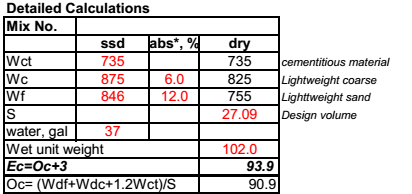 Detailed Calculations
Mix No.
ssd abs*, % dry
Wct 735 735 cementitious material
Wc 875 6.0 825 Lightweight coarse
Wf 846 12.0 755 Lighttweight sand
S 27.09 Design volume
water, gal 37
Wet unit weight 102.0
Ec=Oc+3 93.9
Oc= (Wdf+Wdc+1.2Wct)/S 90.9